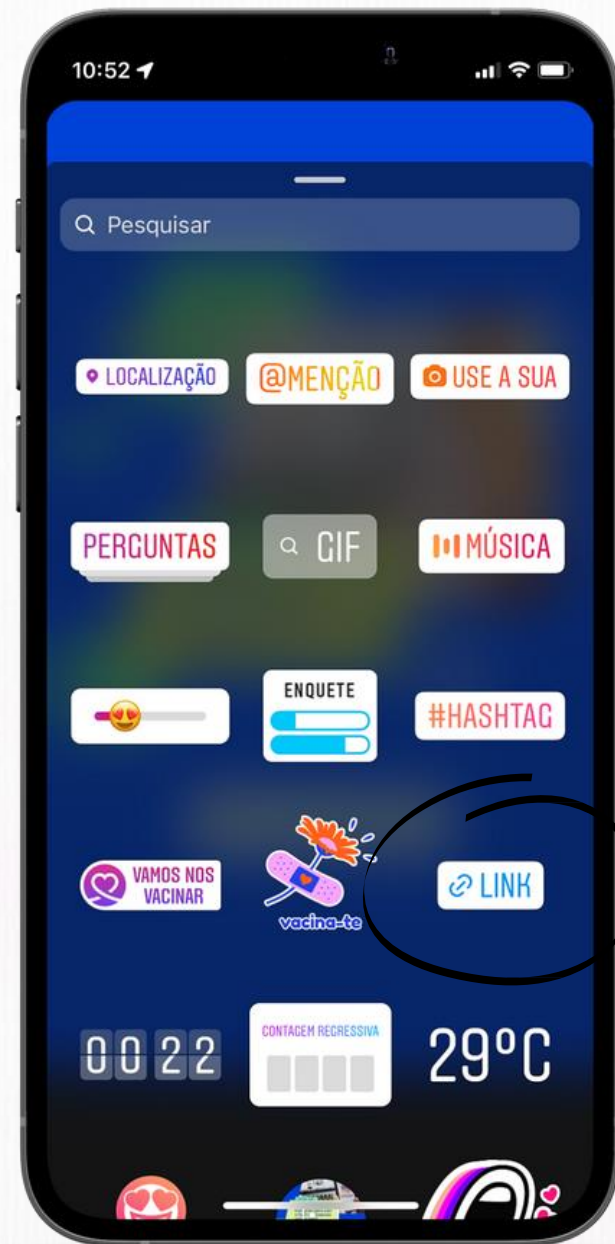 10:52
Pesquisar
LOCALIZAÇÃO
@MENÇÃO
USE A SUA
PERGUNTAS
GIF
MÚSICA
ENQUETE
#HASHTAG
VAMOS NOS
VACINAR
vacina-te
LINK
00 22
CONTAGEM REGRESSIVA
29ºC